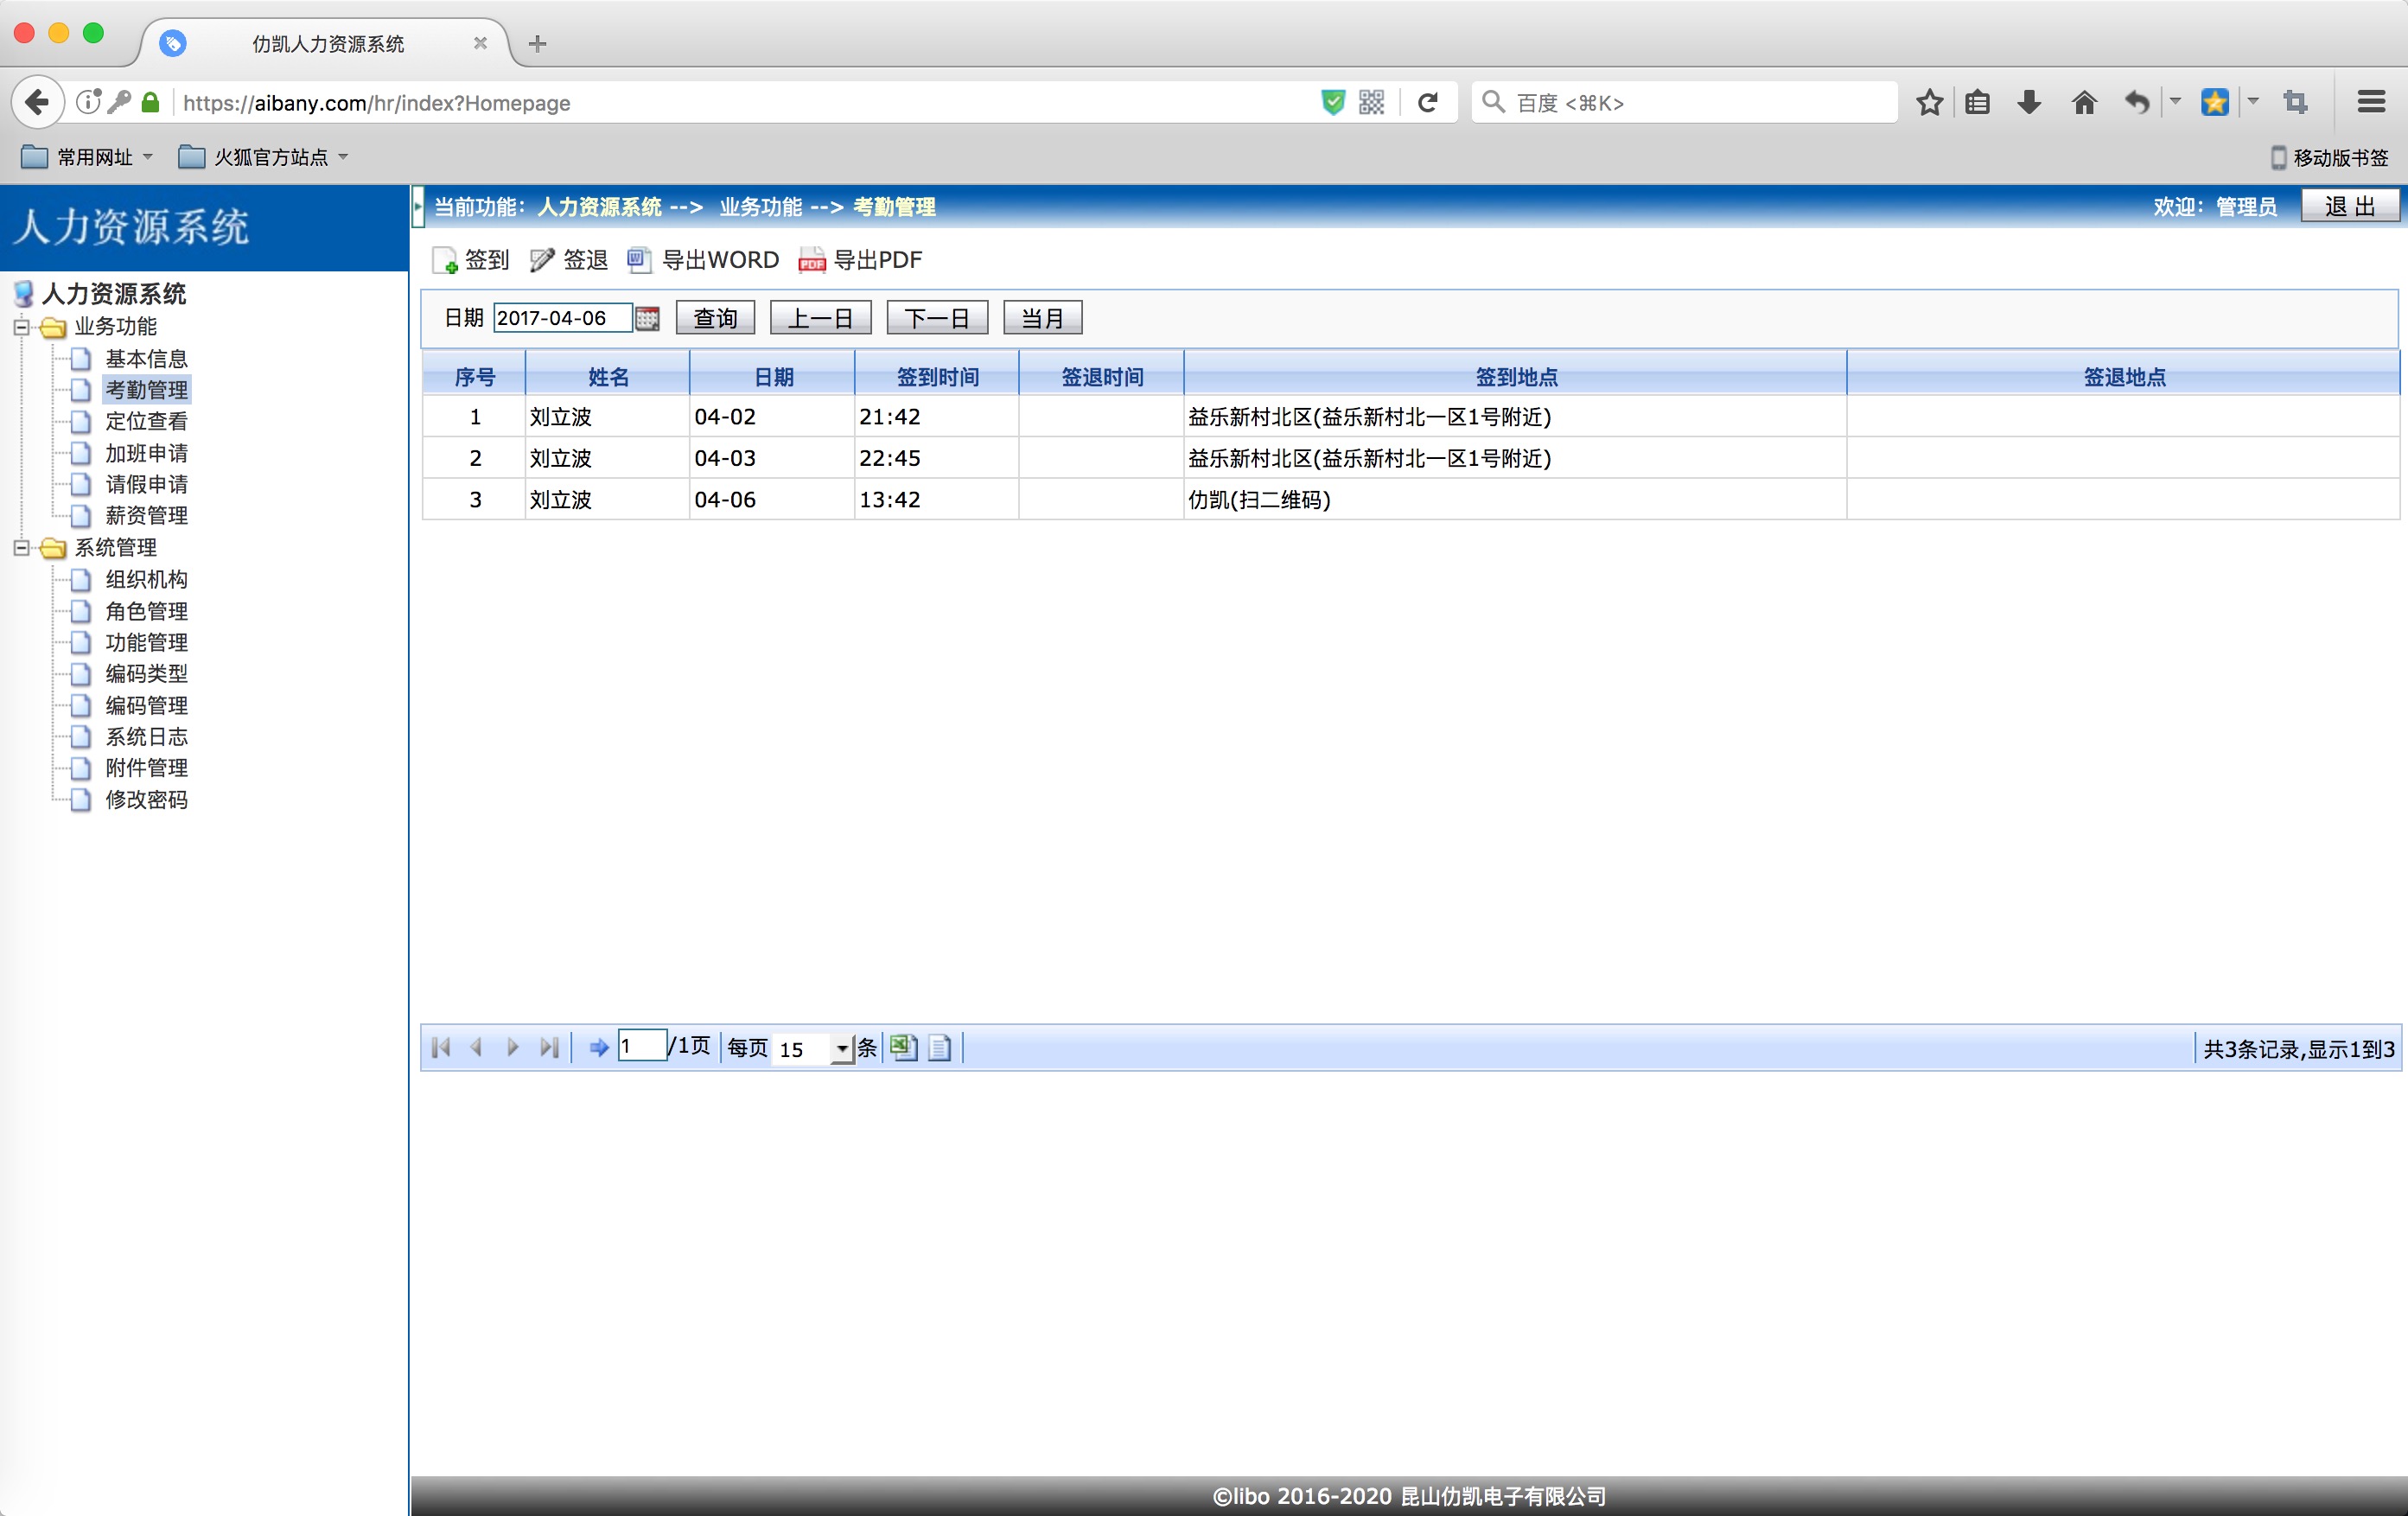 仂凯人力资源系统
https://aibany.com/hr/index?Homepage
百度 <⌘K>
常用网址 火狐官方站点 移动版书签
人力资源系统
当前功能：人力资源系统 --> 业务功能 --> 考勤管理 欢迎：管理员 退 出
签到 签退 导出WORD 导出PDF
人力资源系统
业务功能
基本信息
考勤管理
定位查看
加班申请
请假申请
薪资管理
系统管理
组织机构
角色管理
功能管理
编码类型
编码管理
系统日志
附件管理
修改密码
日期 2017-04-06 查询 上一日 下一日 当月
序号 姓名 日期 签到时间 签退时间 签到地点 签退地点
1 刘立波 04-02 21:42 益乐新村北区(益乐新村北一区1号附近)
2 刘立波 04-03 22:45 益乐新村北区(益乐新村北一区1号附近)
3 刘立波 04-06 13:42 仂凯(扫二维码)
1 /1页 每页 15 条 共3条记录,显示1到3
©libo 2016-2020 昆山仂凯电子有限公司